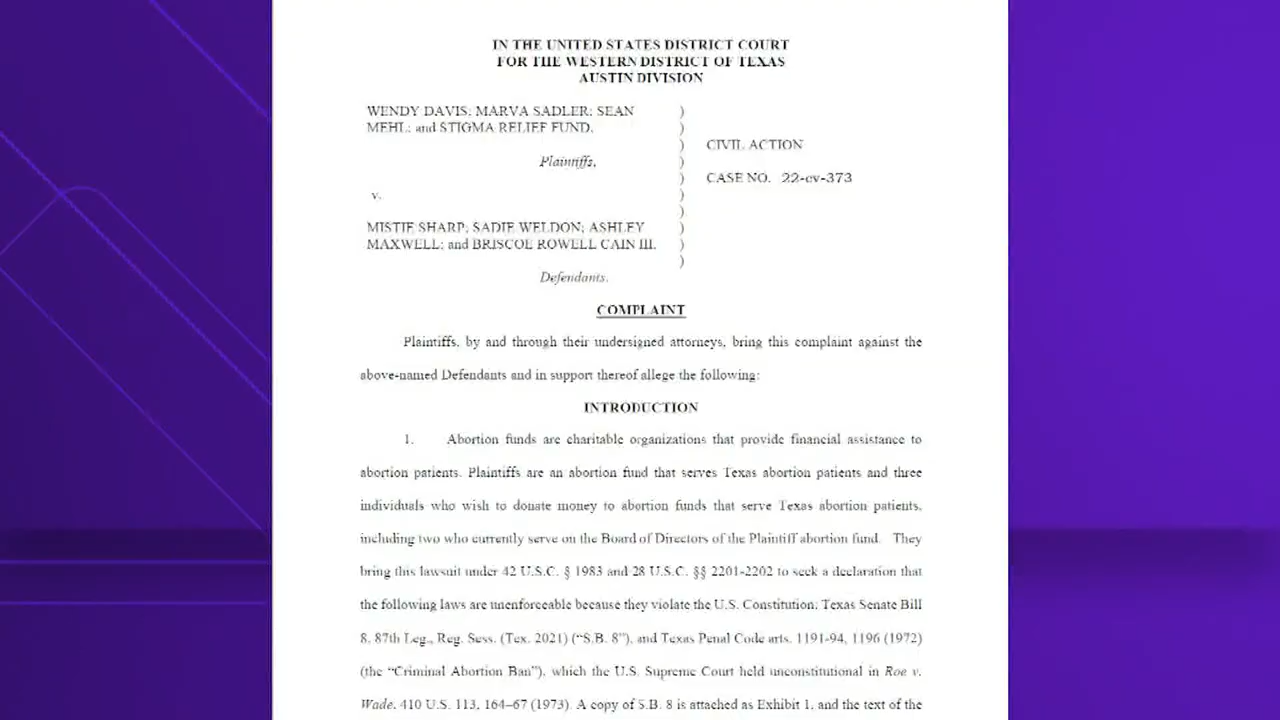 IN THE UNITED STATES DISTRICT COURT
FOR THE WESTERN DISTRICT OF TEXAS
AUSTIN DIVISION
WENDY DAVIS; MARVA SADLER; SEAN )
MEHL; and STIGMA RELIEF FUND, )
) CIVIL ACTION
Plaintiffs, )
) CASE NO. 22-cv-373
v. )
)
MISTIE SHARP; SADIE WELDON; ASHLEY )
MAXWELL; and BRISCOE ROWELL CAIN III, )
)
Defendants.
COMPLAINT
Plaintiffs, by and through their undersigned attorneys, bring this complaint against the
above-named Defendants and in support thereof allege the following:
INTRODUCTION
1. Abortion funds are charitable organizations that provide financial assistance to
abortion patients. Plaintiffs are an abortion fund that serves Texas abortion patients and three
individuals who wish to donate money to abortion funds that serve Texas abortion patients,
including two who currently serve on the Board of Directors of the Plaintiff abortion fund. They
bring this lawsuit under 42 U.S.C. § 1983 and 28 U.S.C. §§ 2201-2202 to seek a declaration that
the following laws are unenforceable because they violate the U.S. Constitution: Texas Senate Bill
8, 87th Leg., Reg. Sess. (Tex. 2021) (“S.B. 8”), and Texas Penal Code arts. 1191-94, 1196 (1972)
(the “Criminal Abortion Ban”), which the U.S. Supreme Court held unconstitutional in Roe v.
Wade, 410 U.S. 113, 164–67 (1973). A copy of S.B. 8 is attached as Exhibit 1, and the text of the